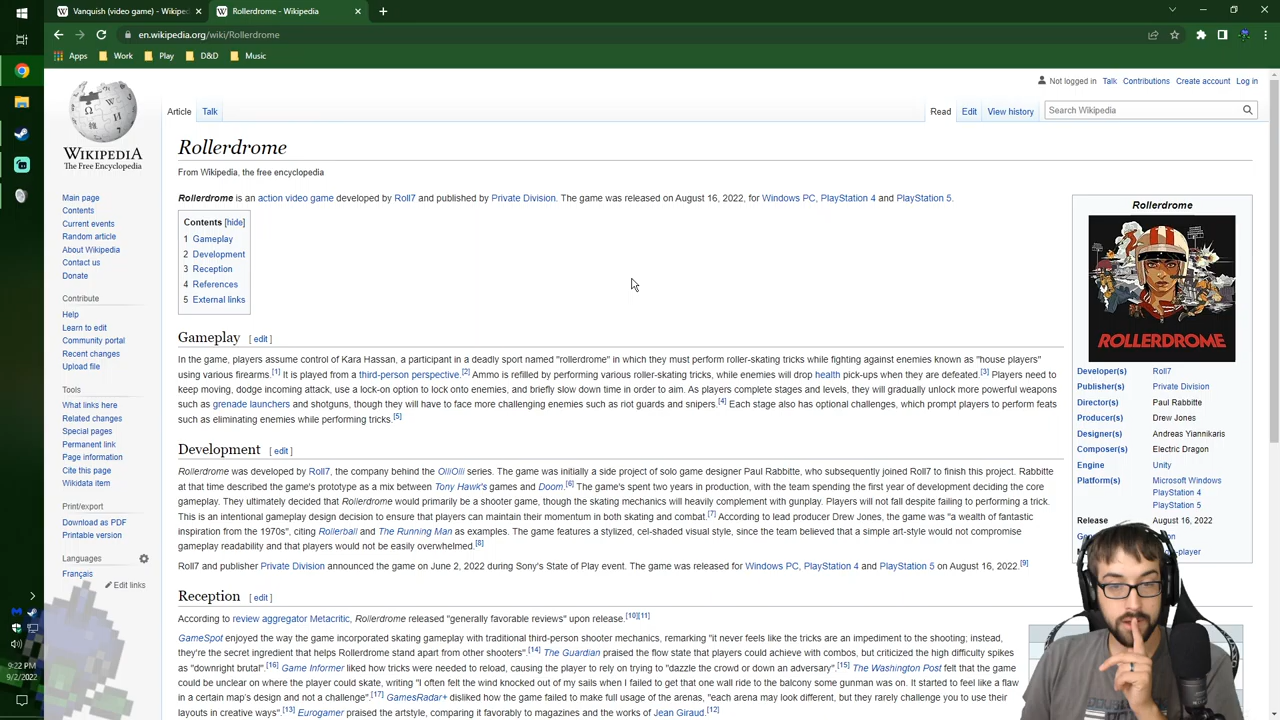 Vanquish (video game) - Wikipedi
Rollerdrome - Wikipedia
en.wikipedia.org/wiki/Rollerdrome
Apps Work Play D&D Music
Not logged in Talk Contributions Create account Log in
Article Talk Read Edit View history Search Wikipedia
WIKIPEDIA
The Free Encyclopedia
Main page
Contents
Current events
Random article
About Wikipedia
Contact us
Donate
Contribute
Help
Learn to edit
Community portal
Recent changes
Upload file
Tools
What links here
Related changes
Special pages
Permanent link
Page information
Cite this page
Wikidata item
Print/export
Download as PDF
Printable version
Languages
Français
Edit links
9:22 PM
9/2/2022
Rollerdrome
From Wikipedia, the free encyclopedia
Rollerdrome is an action video game developed by Roll7 and published by Private Division. The game was released on August 16, 2022, for Windows PC, PlayStation 4 and PlayStation 5.
Contents [hide]
1 Gameplay
2 Development
3 Reception
4 References
5 External links
Gameplay [ edit ]
In the game, players assume control of Kara Hassan, a participant in a deadly sport named "rollerdrome" in which they must perform roller-skating tricks while fighting against enemies known as "house players"
using various firearms.[1] It is played from a third-person perspective.[2] Ammo is refilled by performing various roller-skating tricks, while enemies will drop health pick-ups when they are defeated.[3] Players need to
keep moving, dodge incoming attack, use a lock-on option to lock onto enemies, and briefly slow down time in order to aim. As players complete stages and levels, they will gradually unlock more powerful weapons
such as grenade launchers and shotguns, though they will have to face more challenging enemies such as riot guards and snipers.[4] Each stage also has optional challenges, which prompt players to perform feats
such as eliminating enemies while performing tricks.[5]
Development [ edit ]
Rollerdrome was developed by Roll7, the company behind the OlliOlli series. The game was initially a side project of solo game designer Paul Rabbitte, who subsequently joined Roll7 to finish this project. Rabbitte
at that time described the game's prototype as a mix between Tony Hawk's games and Doom.[6] The game's spent two years in production, with the team spending the first year of development deciding the core
gameplay. They ultimately decided that Rollerdrome would primarily be a shooter game, though the skating mechanics will heavily complement with gunplay. Players will not fall despite failing to performing a trick.
This is an intentional gameplay design decision to ensure that players can maintain their momentum in both skating and combat.[7] According to lead producer Drew Jones, the game was "a wealth of fantastic
inspiration from the 1970s", citing Rollerball and The Running Man as examples. The game features a stylized, cel-shaded visual style, since the team believed that a simple art-style would not compromise
gameplay readability and that players would not be easily overwhelmed.[8]
Roll7 and publisher Private Division announced the game on June 2, 2022 during Sony's State of Play event. The game was released for Windows PC, PlayStation 4 and PlayStation 5 on August 16, 2022.[9]
Reception [ edit ]
According to review aggregator Metacritic, Rollerdrome released "generally favorable reviews" upon release.[10][11]
GameSpot enjoyed the way the game incorporated skating gameplay with traditional third-person shooter mechanics, remarking "it never feels like the tricks are an impediment to the shooting; instead,
they're the secret ingredient that helps Rollerdrome stand apart from other shooters".[14] The Guardian praised the flow state that players could achieve with combos, but criticized the high difficulty spikes
as "downright brutal".[16] Game Informer liked how tricks were needed to reload, causing the player to rely on trying to "dazzle the crowd or down an adversary".[15] The Washington Post felt that the game
could be unclear on where the player could skate, writing "I often felt the wind knocked out of my sails when I failed to get that one wall ride to the balcony some gunman was on. It started to feel like a flaw
in a certain map's design and not a challenge".[17] GamesRadar+ disliked how the game failed to make full usage of the arenas, "each arena may look different, but they rarely challenge you to use their
layouts in creative ways".[13] Eurogamer praised the artstyle, comparing it favorably to magazines and the works of Jean Giraud.[12]
Rollerdrome
ROLLERDROME
Developer(s) Roll7
Publisher(s) Private Division
Director(s) Paul Rabbitte
Producer(s) Drew Jones
Designer(s) Andreas Yiannikaris
Composer(s) Electric Dragon
Engine Unity
Platform(s) Microsoft Windows
PlayStation 4
PlayStation 5
Release August 16, 2022